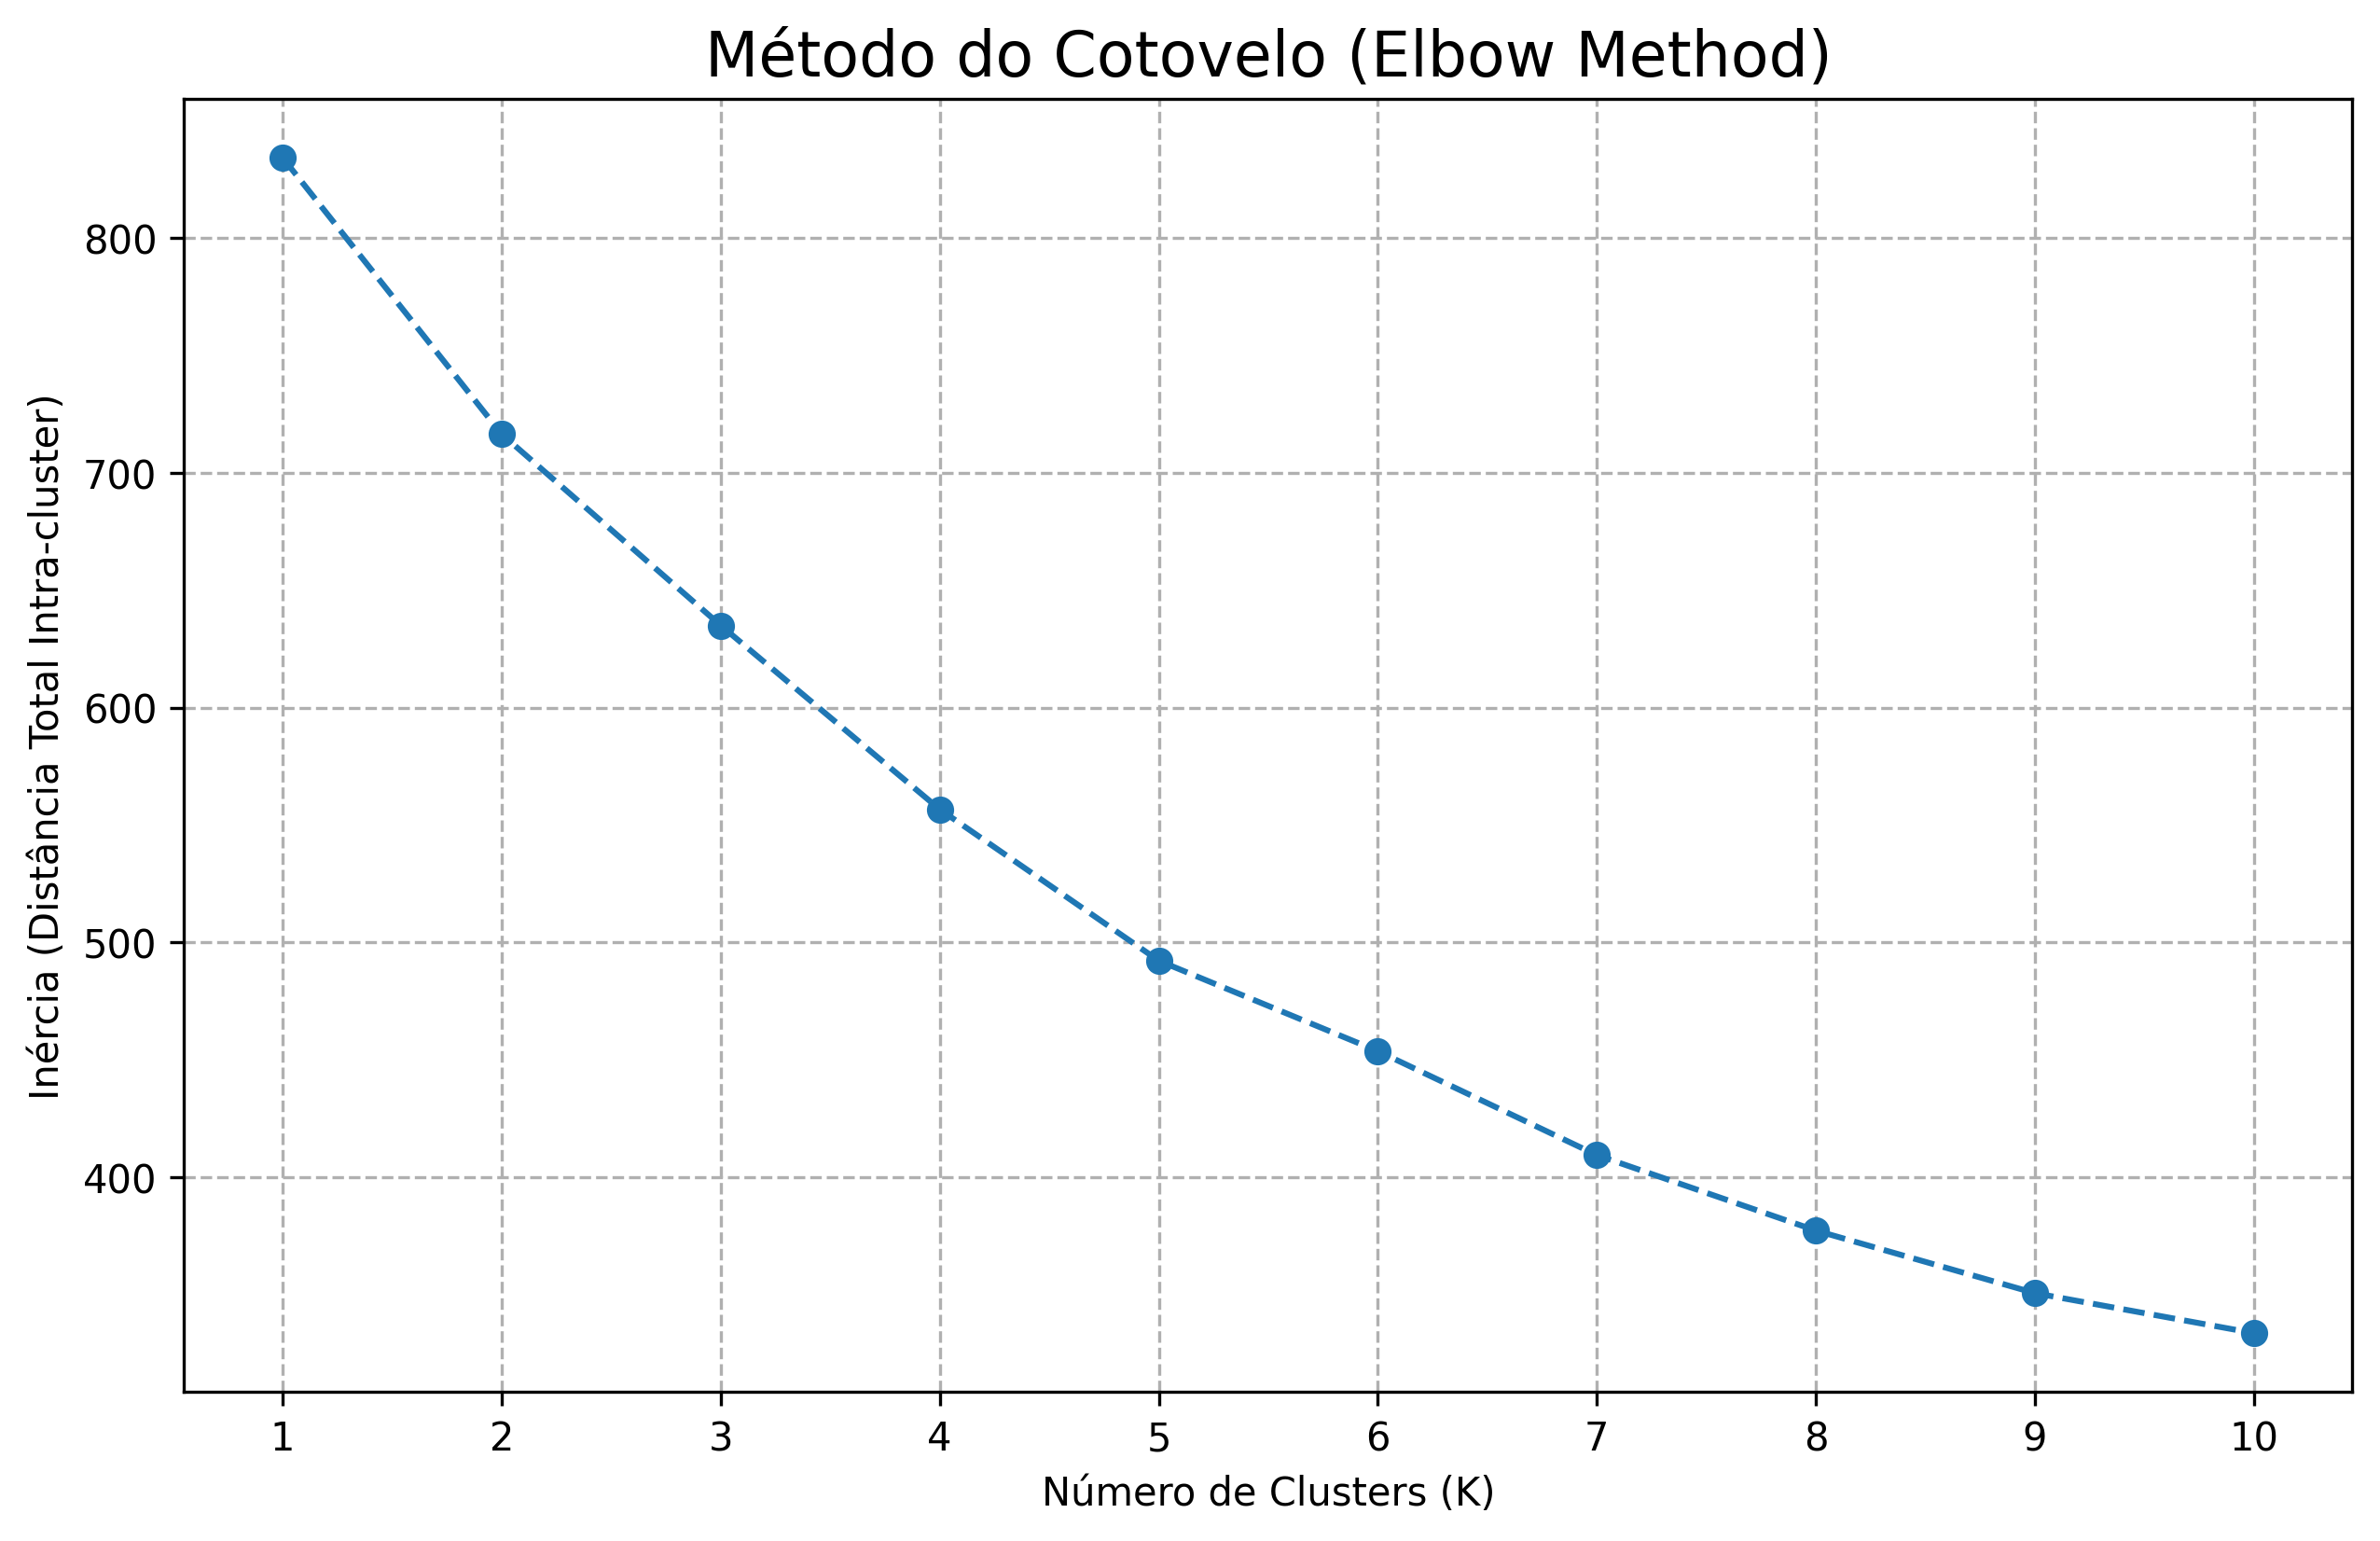 Método do Cotovelo (Elbow Method)
Inércia (Distância Total Intra-cluster)
800
700
600
500
400
1 2 3 4 5 6 7 8 9 10
Número de Clusters (K)